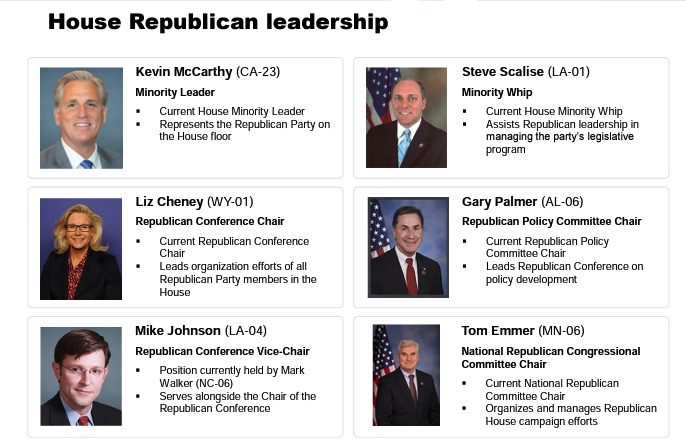 House Republican leadership
Kevin McCarthy (CA-23)
Minority Leader
▪ Current House Minority Leader
▪ Represents the Republican Party on
the House floor
Steve Scalise (LA-01)
Minority Whip
▪ Current House Minority Whip
▪ Assists Republican leadership in
managing the party's legislative
program
Liz Cheney (WY-01)
Republican Conference Chair
▪ Current Republican Conference
Chair
▪ Leads organization efforts of all
Republican Party members in the
House
Gary Palmer (AL-06)
Republican Policy Committee Chair
▪ Current Republican Policy
Committee Chair
▪ Leads Republican Conference on
policy development
Mike Johnson (LA-04)
Republican Conference Vice-Chair
▪ Position currently held by Mark
Walker (NC-06)
▪ Serves alongside the Chair of the
Republican Conference
Tom Emmer (MN-06)
National Republican Congressional
Committee Chair
▪ Current National Republican
Committee Chair
▪ Organizes and manages Republican
House campaign efforts